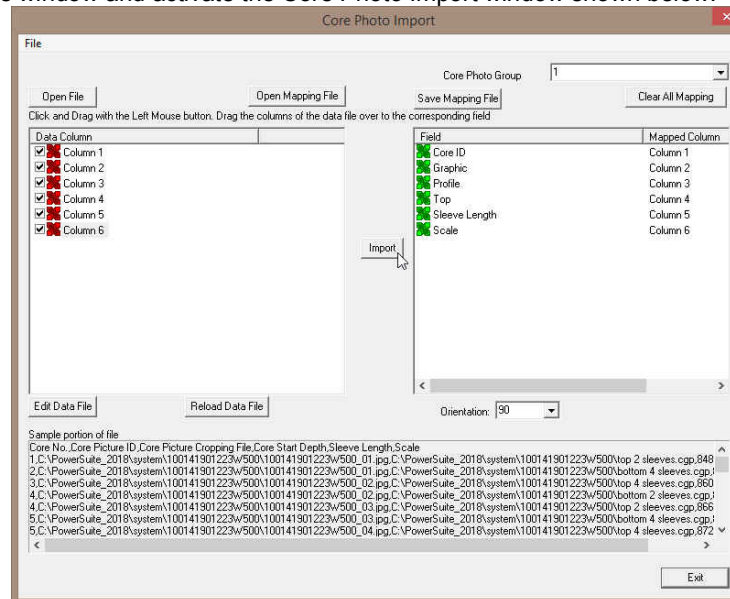 Core Photo Import
File
Core Photo Group 1
Open File Open Mapping File Save Mapping File Clear All Mapping
Click and Drag with the Left Mouse button. Drag the columns of the data file over to the corresponding field
Data Column Field Mapped Column
Column 1 Core ID Column 1
Column 2 Graphic Column 2
Column 3 Profile Column 3
Column 4 Top Column 4
Column 5 Sleeve Length Column 5
Column 6 Scale Column 6
Import
Edit Data File Reload Data File Orientation: 90
Sample portion of file
Core No.,Core Picture ID,Core Picture Cropping File,Core Start Depth,Sleeve Length,Scale
1,C:\PowerSuite_2018\system\100141901223W500\100141901223W500_01.jpg,C:\PowerSuite_2018\system\100141901223W500\top 2 sleeves.cgp,848
2,C:\PowerSuite_2018\system\100141901223W500\100141901223W500_01.jpg,C:\PowerSuite_2018\system\100141901223W500\bottom 4 sleeves.cgp,
3,C:\PowerSuite_2018\system\100141901223W500\100141901223W500_02.jpg,C:\PowerSuite_2018\system\100141901223W500\top 4 sleeves.cgp,860
4,C:\PowerSuite_2018\system\100141901223W500\100141901223W500_02.jpg,C:\PowerSuite_2018\system\100141901223W500\bottom 2 sleeves.cgp,
4,C:\PowerSuite_2018\system\100141901223W500\100141901223W500_03.jpg,C:\PowerSuite_2018\system\100141901223W500\top 2 sleeves.cgp,866
5,C:\PowerSuite_2018\system\100141901223W500\100141901223W500_03.jpg,C:\PowerSuite_2018\system\100141901223W500\bottom 4 sleeves.cgp,
5,C:\PowerSuite_2018\system\100141901223W500\100141901223W500_04.jpg,C:\PowerSuite_2018\system\100141901223W500\top 4 sleeves.cgp,872
Exit